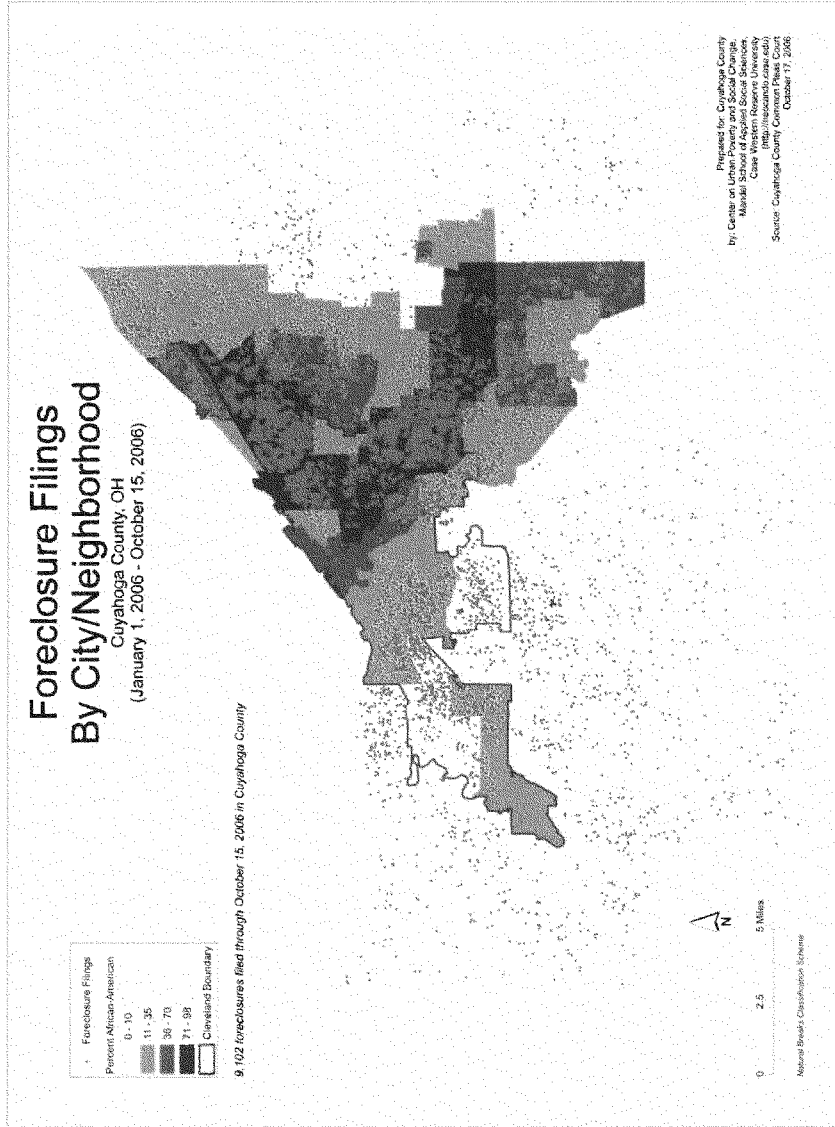 Foreclosure Filings
By City/Neighborhood
Cuyahoga County, OH
(January 1, 2006 - October 15, 2006)
Foreclosure Filings
Percent African-American
0 - 10
11 - 35
36 - 70
71 - 98
Cleveland Boundary
9,102 foreclosures filed through October 15, 2006 in Cuyahoga County
N
0 2.5 5 Miles
Natural Breaks Classification Scheme
Prepared for: Cuyahoga County
by: Center on Urban Poverty and Social Change,
Mandel School of Applied Social Sciences,
Case Western Reserve University
(http://neocando.case.edu)
Source: Cuyahoga County Common Pleas Court
October 17, 2006